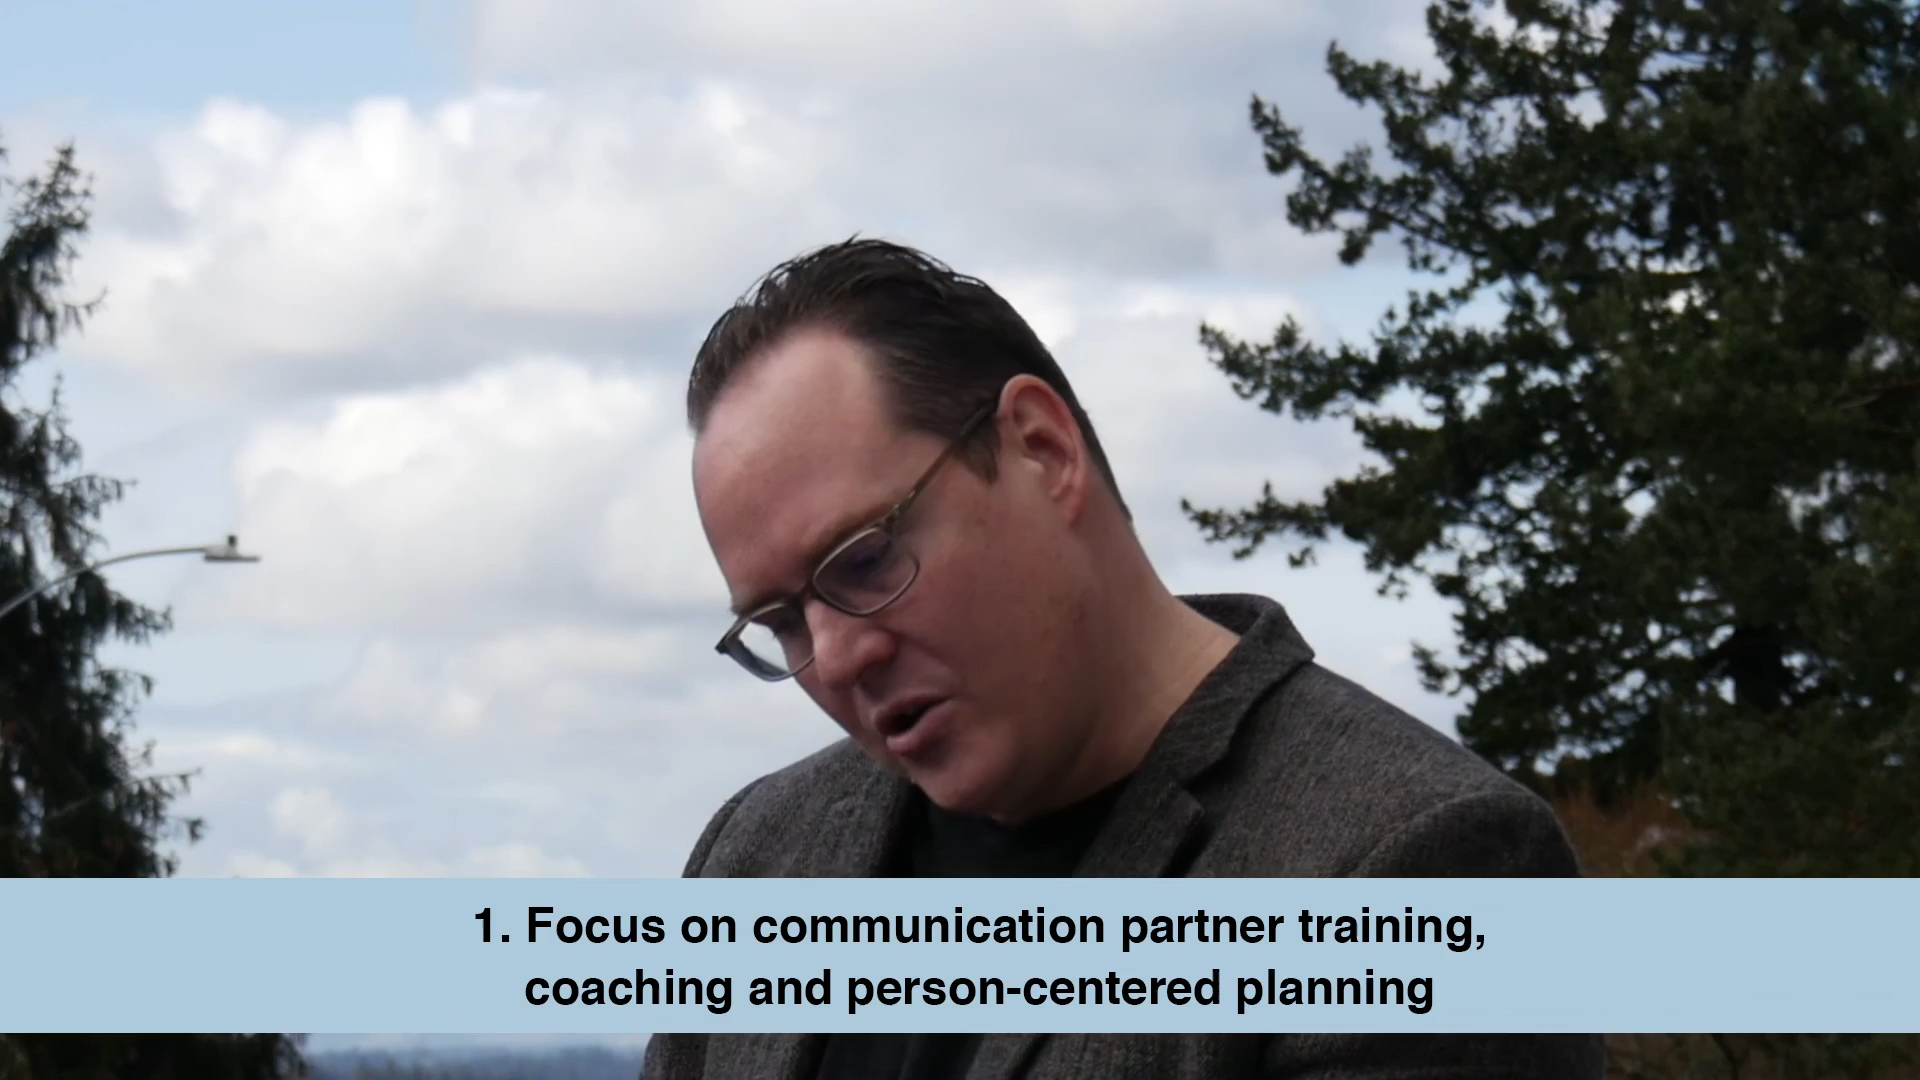 1. Focus on communication partner training,
coaching and person-centered planning